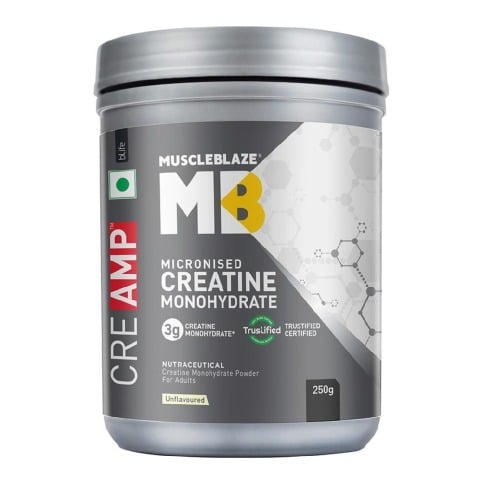 bLife
CREAMP™
MUSCLEBLAZE®
MB
MICRONISED
CREATINE
MONOHYDRATE
3g CREATINE
MONOHYDRATE*
Trustified
TRUSTIFIED
CERTIFIED
NUTRACEUTICAL
Creatine Monohydrate Powder
For Adults
Unflavoured
250g